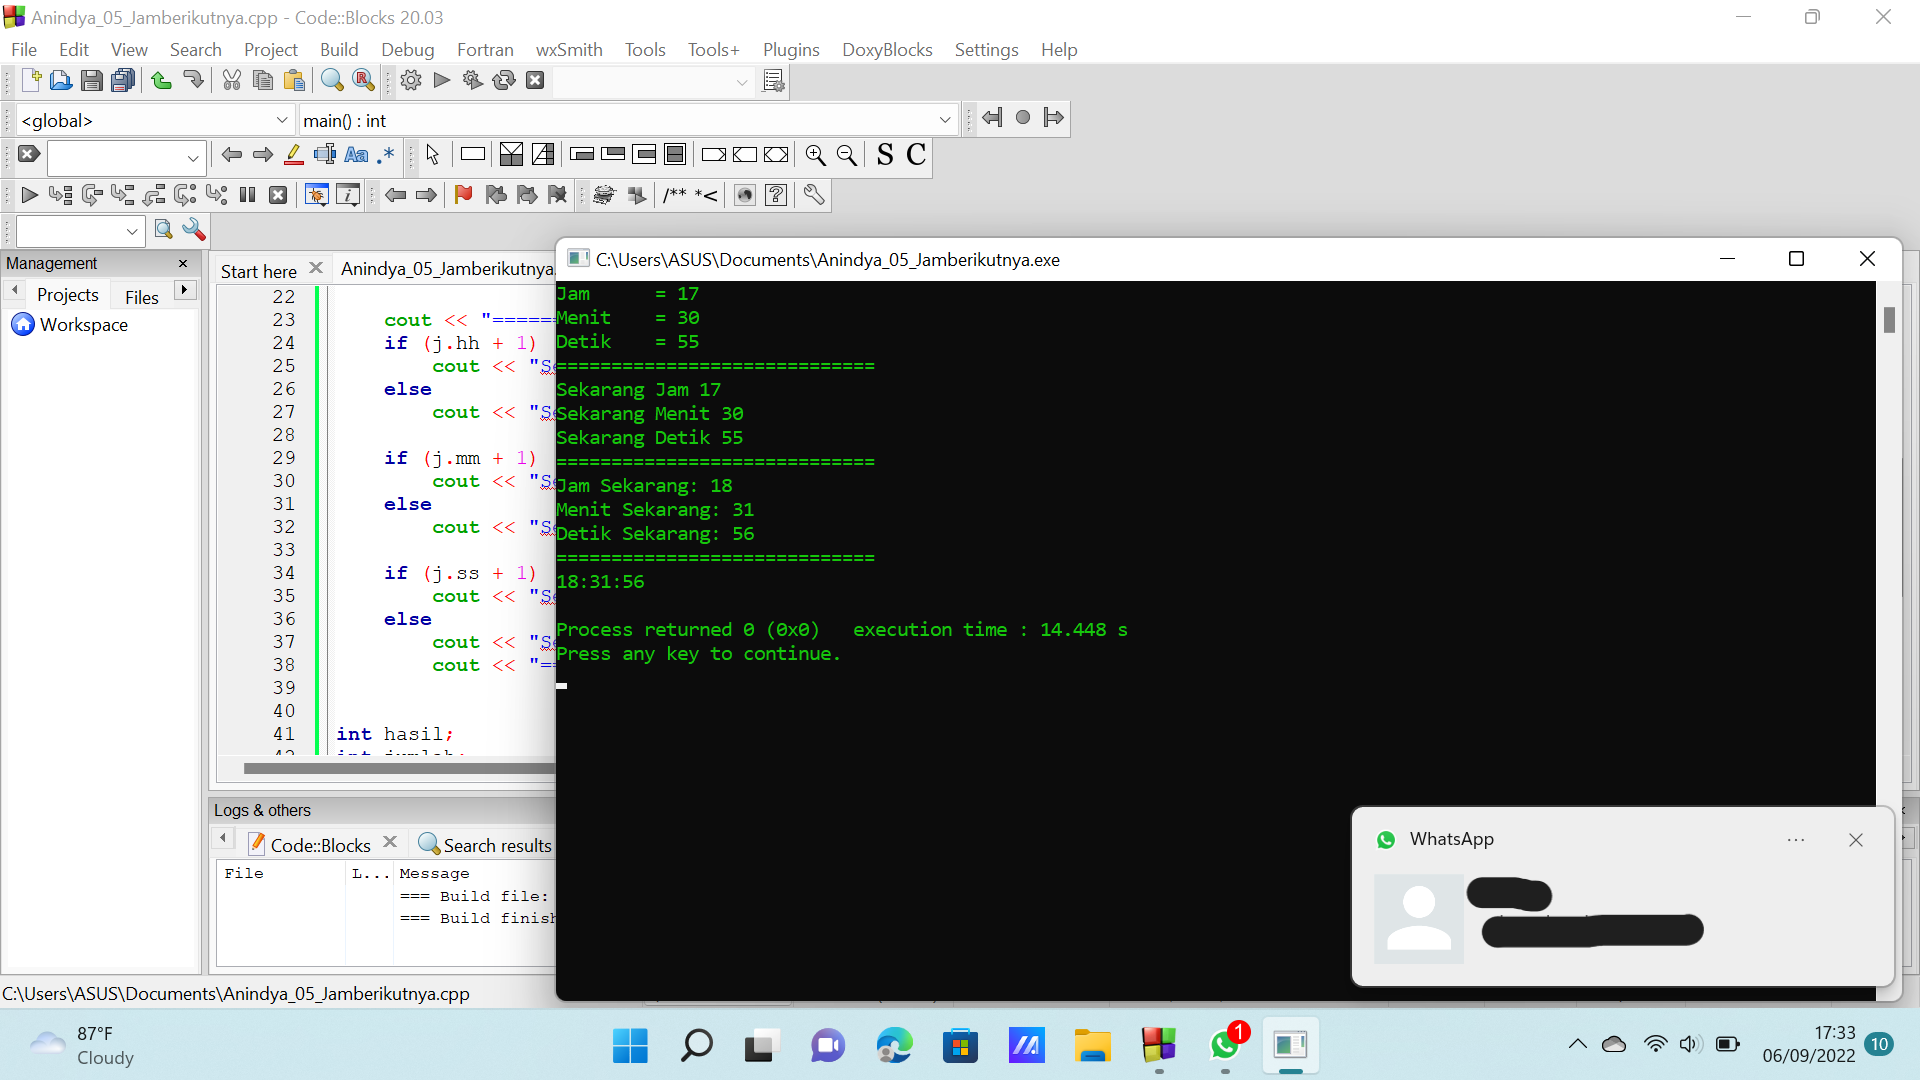 Anindya_05_Jamberikutnya.cpp - Code::Blocks 20.03
File Edit View Search Project Build Debug Fortran wxSmith Tools Tools+ Plugins DoxyBlocks Settings Help
<global> main() : int
Aa .* S C
/** *<
Management
Start here Anindya_05_Jamberikutnya.
Projects Files
Workspace
22
23 cout << "======
24 if (j.hh + 1)
25 cout << "Se
26 else
27 cout << "Se
28
29 if (j.mm + 1)
30 cout << "Se
31 else
32 cout << "Se
33
34 if (j.ss + 1)
35 cout << "Se
36 else
37 cout << "Se
38 cout << "==
39
40
41 int hasil;
C:\Users\ASUS\Documents\Anindya_05_Jamberikutnya.exe
Jam = 17
Menit = 30
Detik = 55
=============================
Sekarang Jam 17
Sekarang Menit 30
Sekarang Detik 55
=============================
Jam Sekarang: 18
Menit Sekarang: 31
Detik Sekarang: 56
=============================
18:31:56
Process returned 0 (0x0) execution time : 14.448 s
Press any key to continue.
Logs & others
Code::Blocks Search results
File L... Message
=== Build file:
=== Build finish
WhatsApp
C:\Users\ASUS\Documents\Anindya_05_Jamberikutnya.cpp
87°F
Cloudy
1
17:33
06/09/2022
10